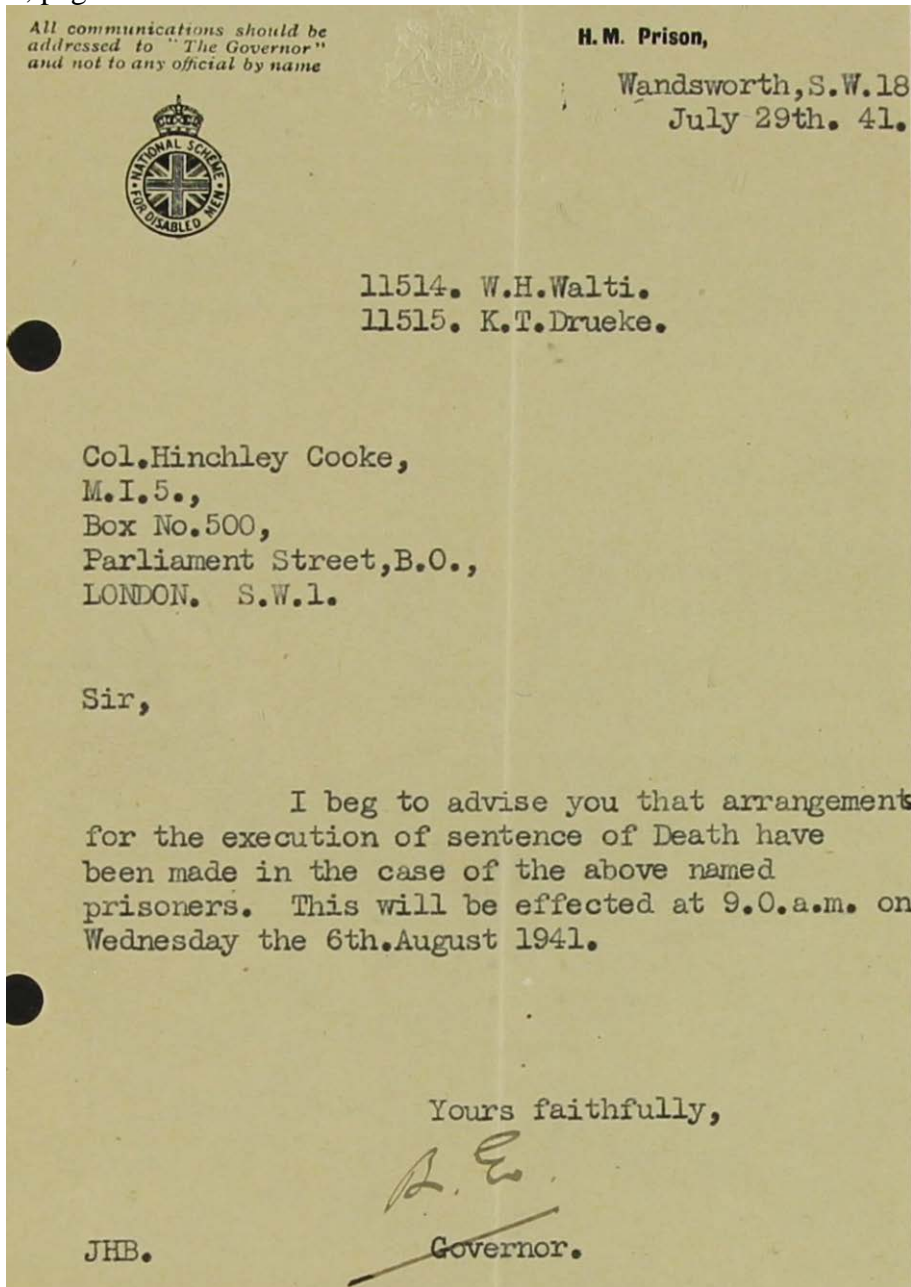 All communications should be
addressed to "The Governor"
and not to any official by name
H. M. Prison,
Wandsworth,S.W.18
July 29th. 41.
NATIONAL SCHEME
FOR DISABLED MEN
11514. W.H.Walti.
11515. K.T.Drueke.
Col.Hinchley Cooke,
M.I.5.,
Box No.500,
Parliament Street,B.O.,
LONDON. S.W.1.
Sir,
I beg to advise you that arrangements
for the execution of sentence of Death have
been made in the case of the above named
prisoners. This will be effected at 9.0.a.m. on
Wednesday the 6th.August 1941.
Yours faithfully,
JHB.
Governor.